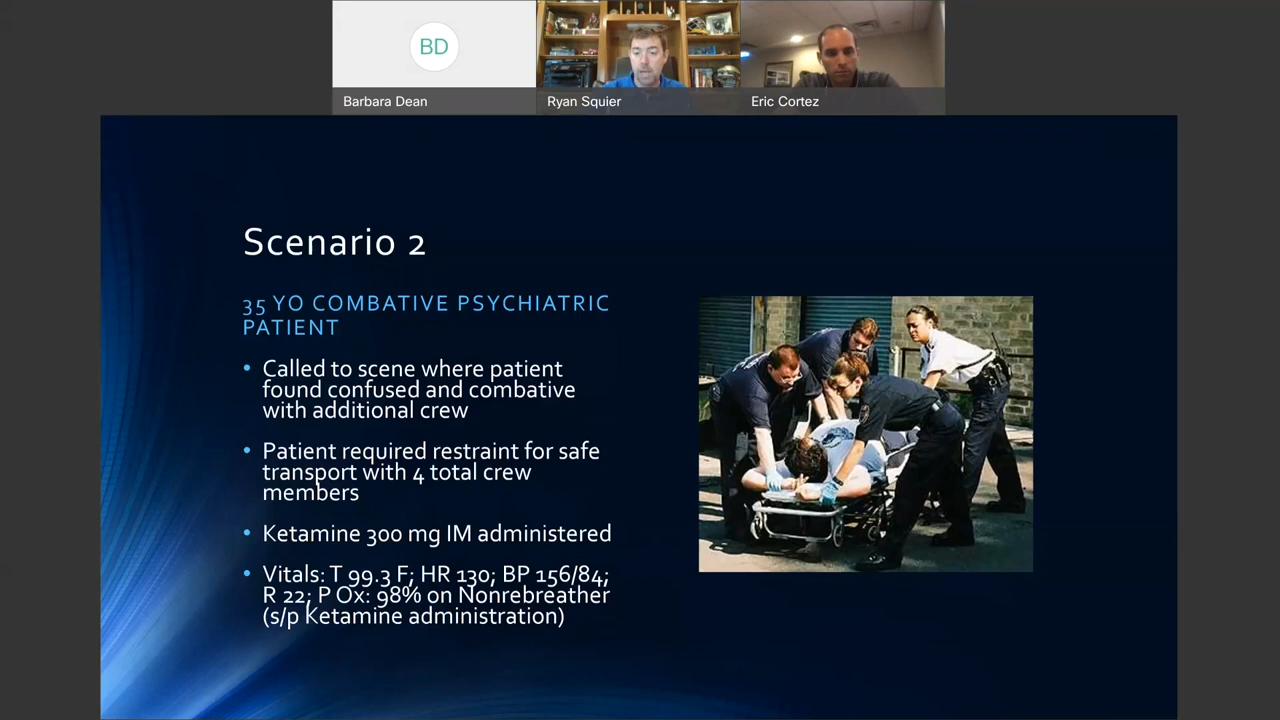 BD
Barbara Dean
Ryan Squier
Eric Cortez
Scenario 2
35 YO COMBATIVE PSYCHIATRIC
PATIENT
• Called to scene where patient
found confused and combative
with additional crew
• Patient required restraint for safe
transport with 4 total crew
members
• Ketamine 300 mg IM administered
• Vitals: T 99.3 F; HR 130; BP 156/84;
R 22; P Ox: 98% on Nonrebreather
(s/p Ketamine administration)